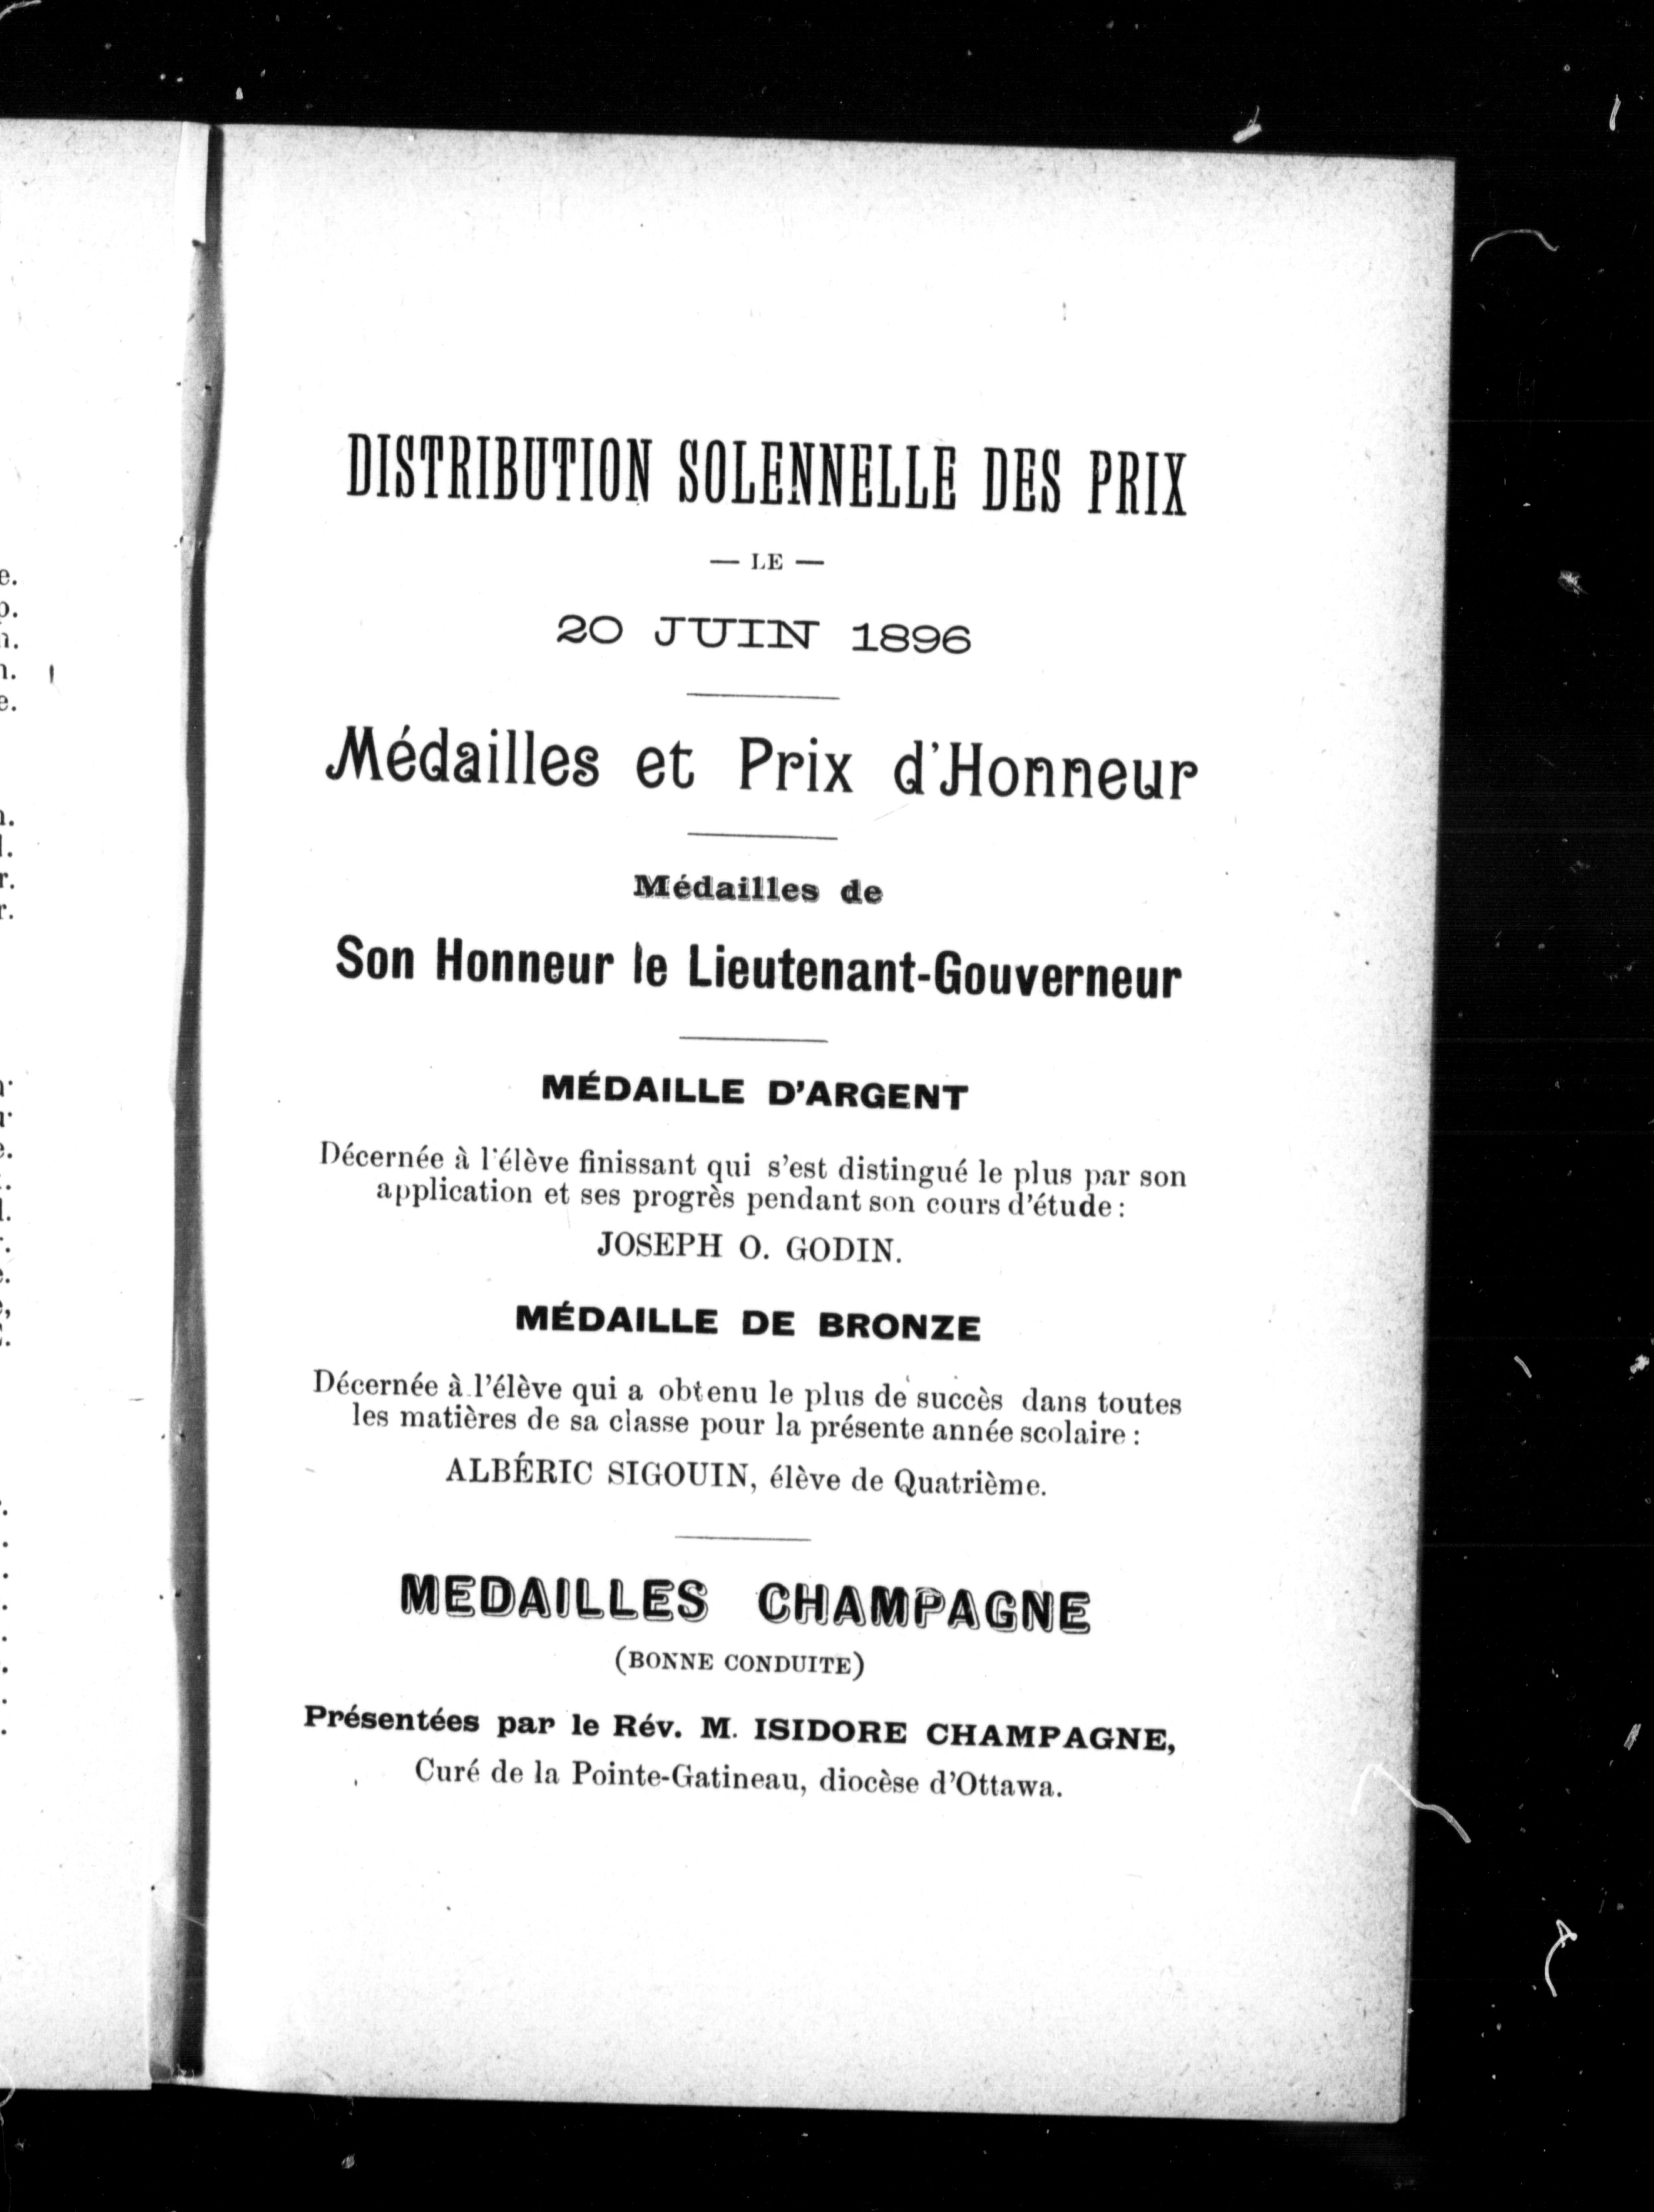 DISTRIBUTION SOLENNELLE DES PRIX
— LE —
20 JUIN 1896
Médailles et Prix d'Honneur
Médailles de
Son Honneur le Lieutenant-Gouverneur
MÉDAILLE D'ARGENT
Décernée à l'élève finissant qui s'est distingué le plus par son
application et ses progrès pendant son cours d'étude :
JOSEPH O. GODIN.
MÉDAILLE DE BRONZE
Décernée à l'élève qui a obtenu le plus de succès dans toutes
les matières de sa classe pour la présente année scolaire :
ALBÉRIC SIGOUIN, élève de Quatrième.
MEDAILLES CHAMPAGNE
(BONNE CONDUITE)
Présentées par le Rév. M. ISIDORE CHAMPAGNE,
Curé de la Pointe-Gatineau, diocèse d'Ottawa.